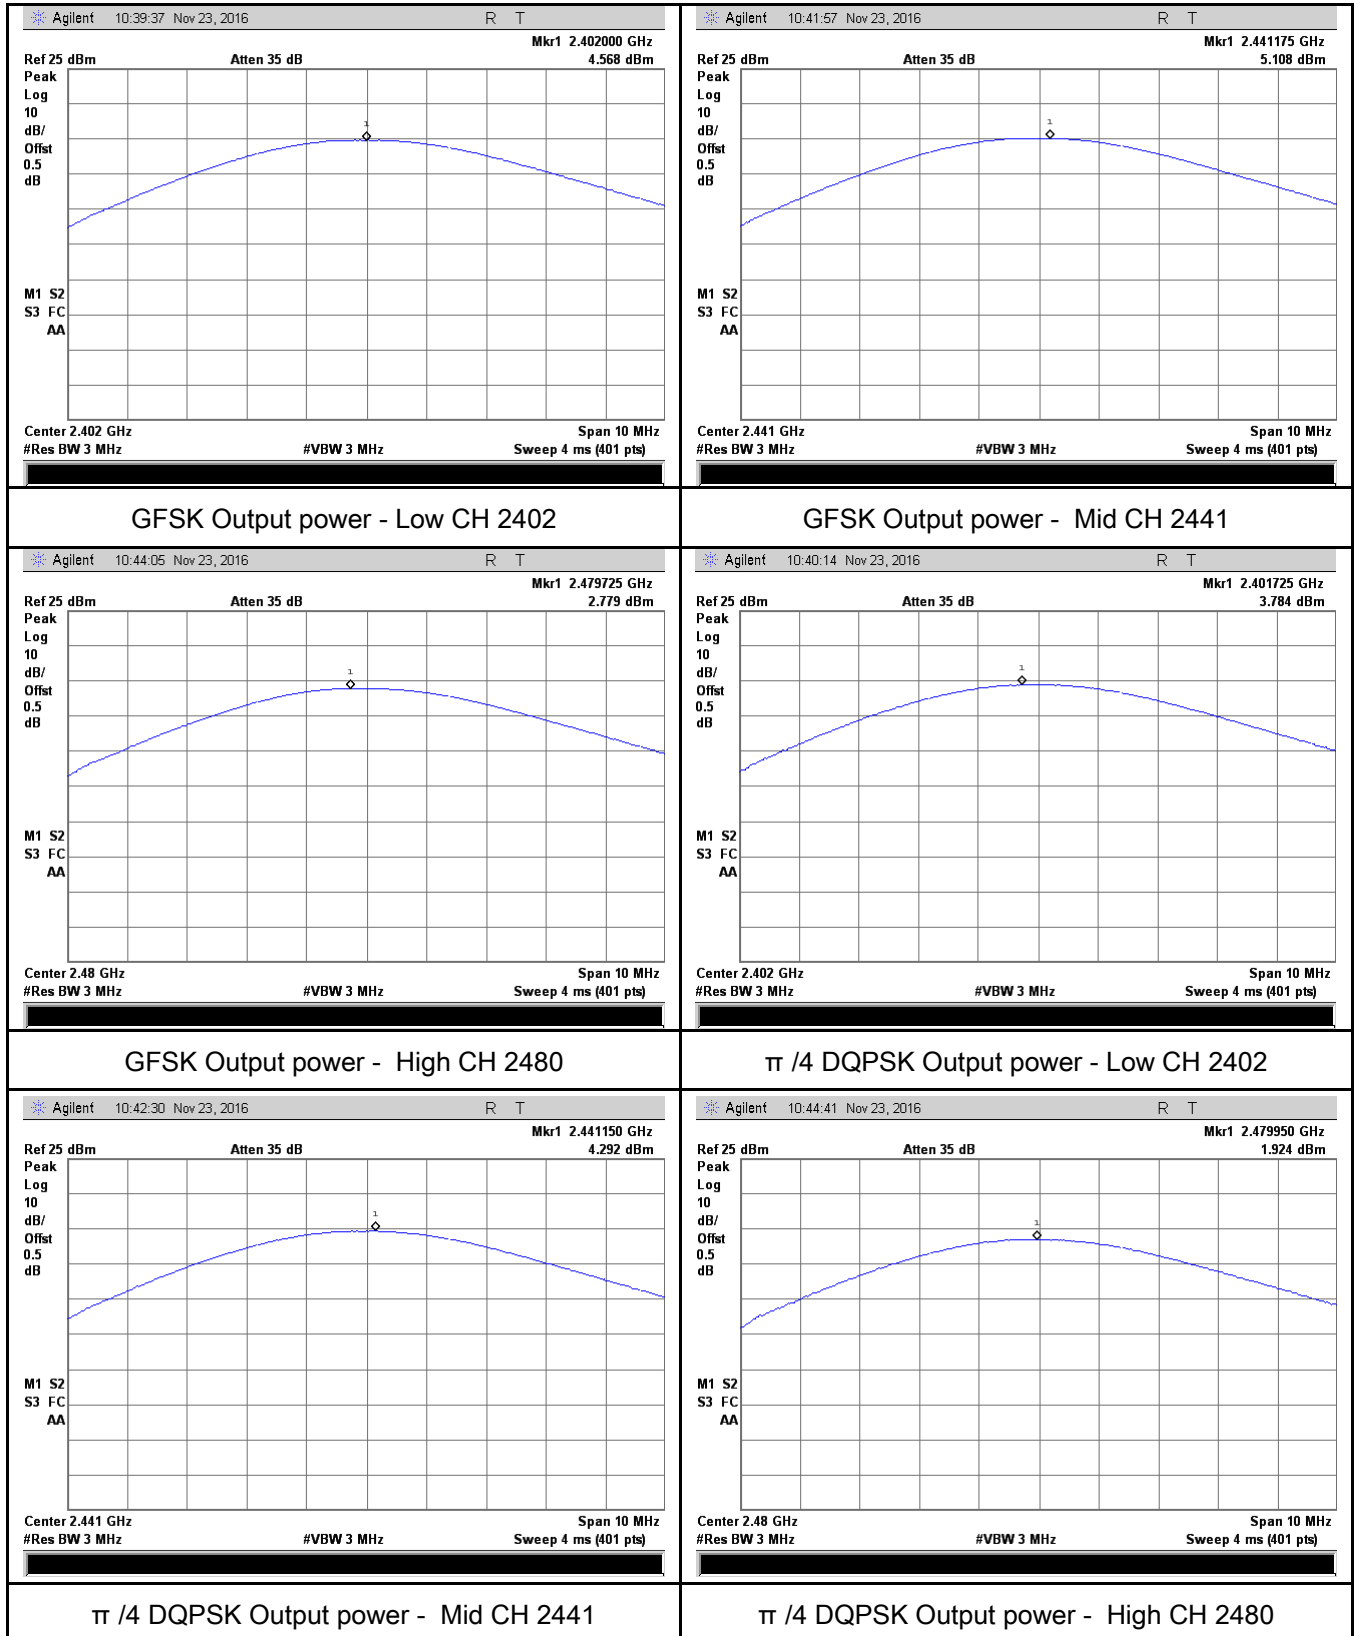 Agilent 10:39:37 Nov 23, 2016 R T
Mkr1 2.402000 GHz
Ref 25 dBm Atten 35 dB 4.568 dBm
Peak
Log
10
dB/
Offst
0.5
dB
1
M1 S2
S3 FC
AA
Center 2.402 GHz Span 10 MHz
#Res BW 3 MHz #VBW 3 MHz Sweep 4 ms (401 pts)
GFSK Output power - Low CH 2402
Agilent 10:41:57 Nov 23, 2016 R T
Mkr1 2.441175 GHz
Ref 25 dBm Atten 35 dB 5.108 dBm
Peak
Log
10
dB/
Offst
0.5
dB
1
M1 S2
S3 FC
AA
Center 2.441 GHz Span 10 MHz
#Res BW 3 MHz #VBW 3 MHz Sweep 4 ms (401 pts)
GFSK Output power - Mid CH 2441
Agilent 10:44:05 Nov 23, 2016 R T
Mkr1 2.479725 GHz
Ref 25 dBm Atten 35 dB 2.779 dBm
Peak
Log
10
dB/
Offst
0.5
dB
1
M1 S2
S3 FC
AA
Center 2.48 GHz Span 10 MHz
#Res BW 3 MHz #VBW 3 MHz Sweep 4 ms (401 pts)
GFSK Output power - High CH 2480
Agilent 10:40:14 Nov 23, 2016 R T
Mkr1 2.401725 GHz
Ref 25 dBm Atten 35 dB 3.784 dBm
Peak
Log
10
dB/
Offst
0.5
dB
1
M1 S2
S3 FC
AA
Center 2.402 GHz Span 10 MHz
#Res BW 3 MHz #VBW 3 MHz Sweep 4 ms (401 pts)
π /4 DQPSK Output power - Low CH 2402
Agilent 10:42:30 Nov 23, 2016 R T
Mkr1 2.441150 GHz
Ref 25 dBm Atten 35 dB 4.292 dBm
Peak
Log
10
dB/
Offst
0.5
dB
1
M1 S2
S3 FC
AA
Center 2.441 GHz Span 10 MHz
#Res BW 3 MHz #VBW 3 MHz Sweep 4 ms (401 pts)
π /4 DQPSK Output power - Mid CH 2441
Agilent 10:44:41 Nov 23, 2016 R T
Mkr1 2.479950 GHz
Ref 25 dBm Atten 35 dB 1.924 dBm
Peak
Log
10
dB/
Offst
0.5
dB
1
M1 S2
S3 FC
AA
Center 2.48 GHz Span 10 MHz
#Res BW 3 MHz #VBW 3 MHz Sweep 4 ms (401 pts)
π /4 DQPSK Output power - High CH 2480